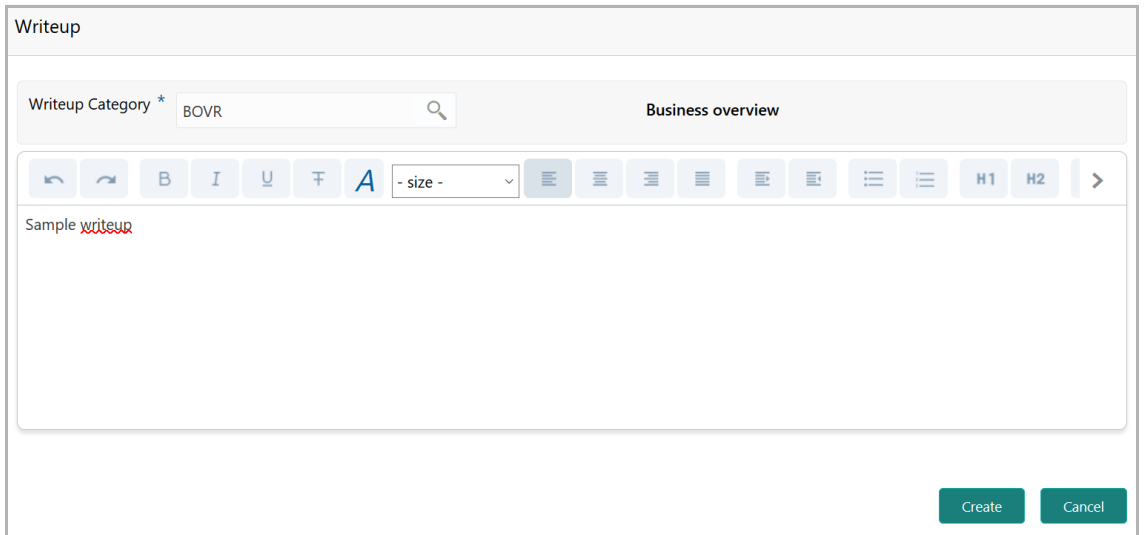 Writeup
Writeup Category * BOVR Business overview
B I U T A - size - H1 H2
Sample writeup
Create Cancel